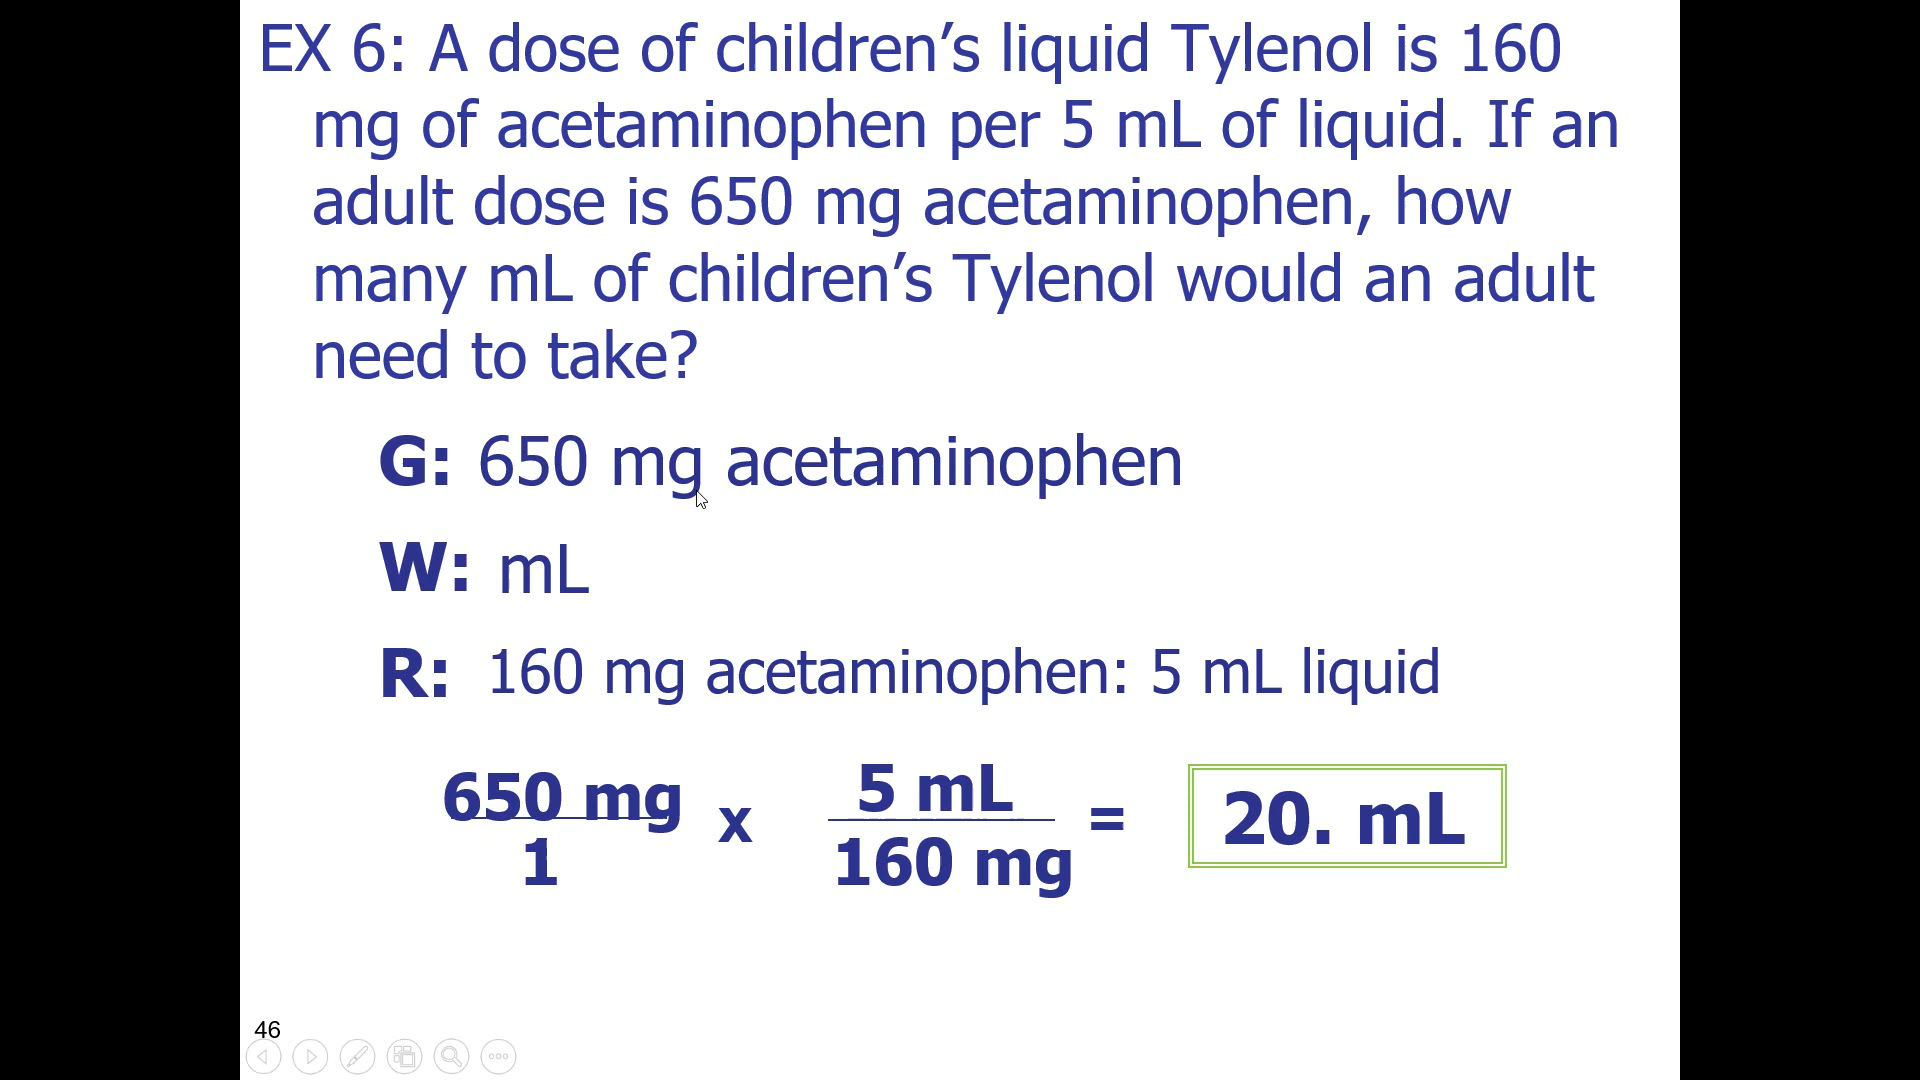 EX 6: A dose of children’s liquid Tylenol is 160
mg of acetaminophen per 5 mL of liquid. If an
adult dose is 650 mg acetaminophen, how
many mL of children’s Tylenol would an adult
need to take?
G: 650 mg acetaminophen
W: mL
R: 160 mg acetaminophen: 5 mL liquid
650 mg x 5 mL = 20. mL
1 160 mg
46